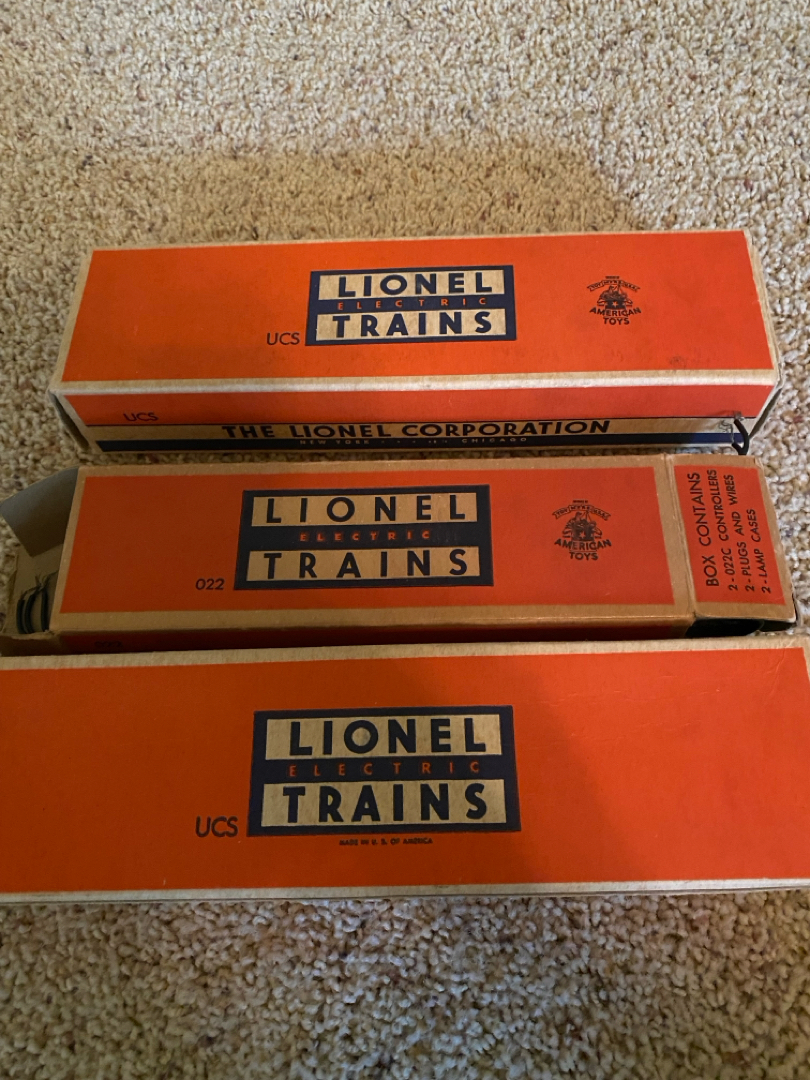 LIONEL
ELECTRIC
TRAINS
UCS
AMERICAN
TOYS
UCS
THE LIONEL CORPORATION
NEW YORK CHICAGO
LIONEL
ELECTRIC
TRAINS
022
AMERICAN
TOYS
BOX CONTAINS
2-022C CONTROLLERS
2-PLUGS AND WIRES
2-LAMP CASES
LIONEL
ELECTRIC
TRAINS
UCS
MADE IN U. S. OF AMERICA